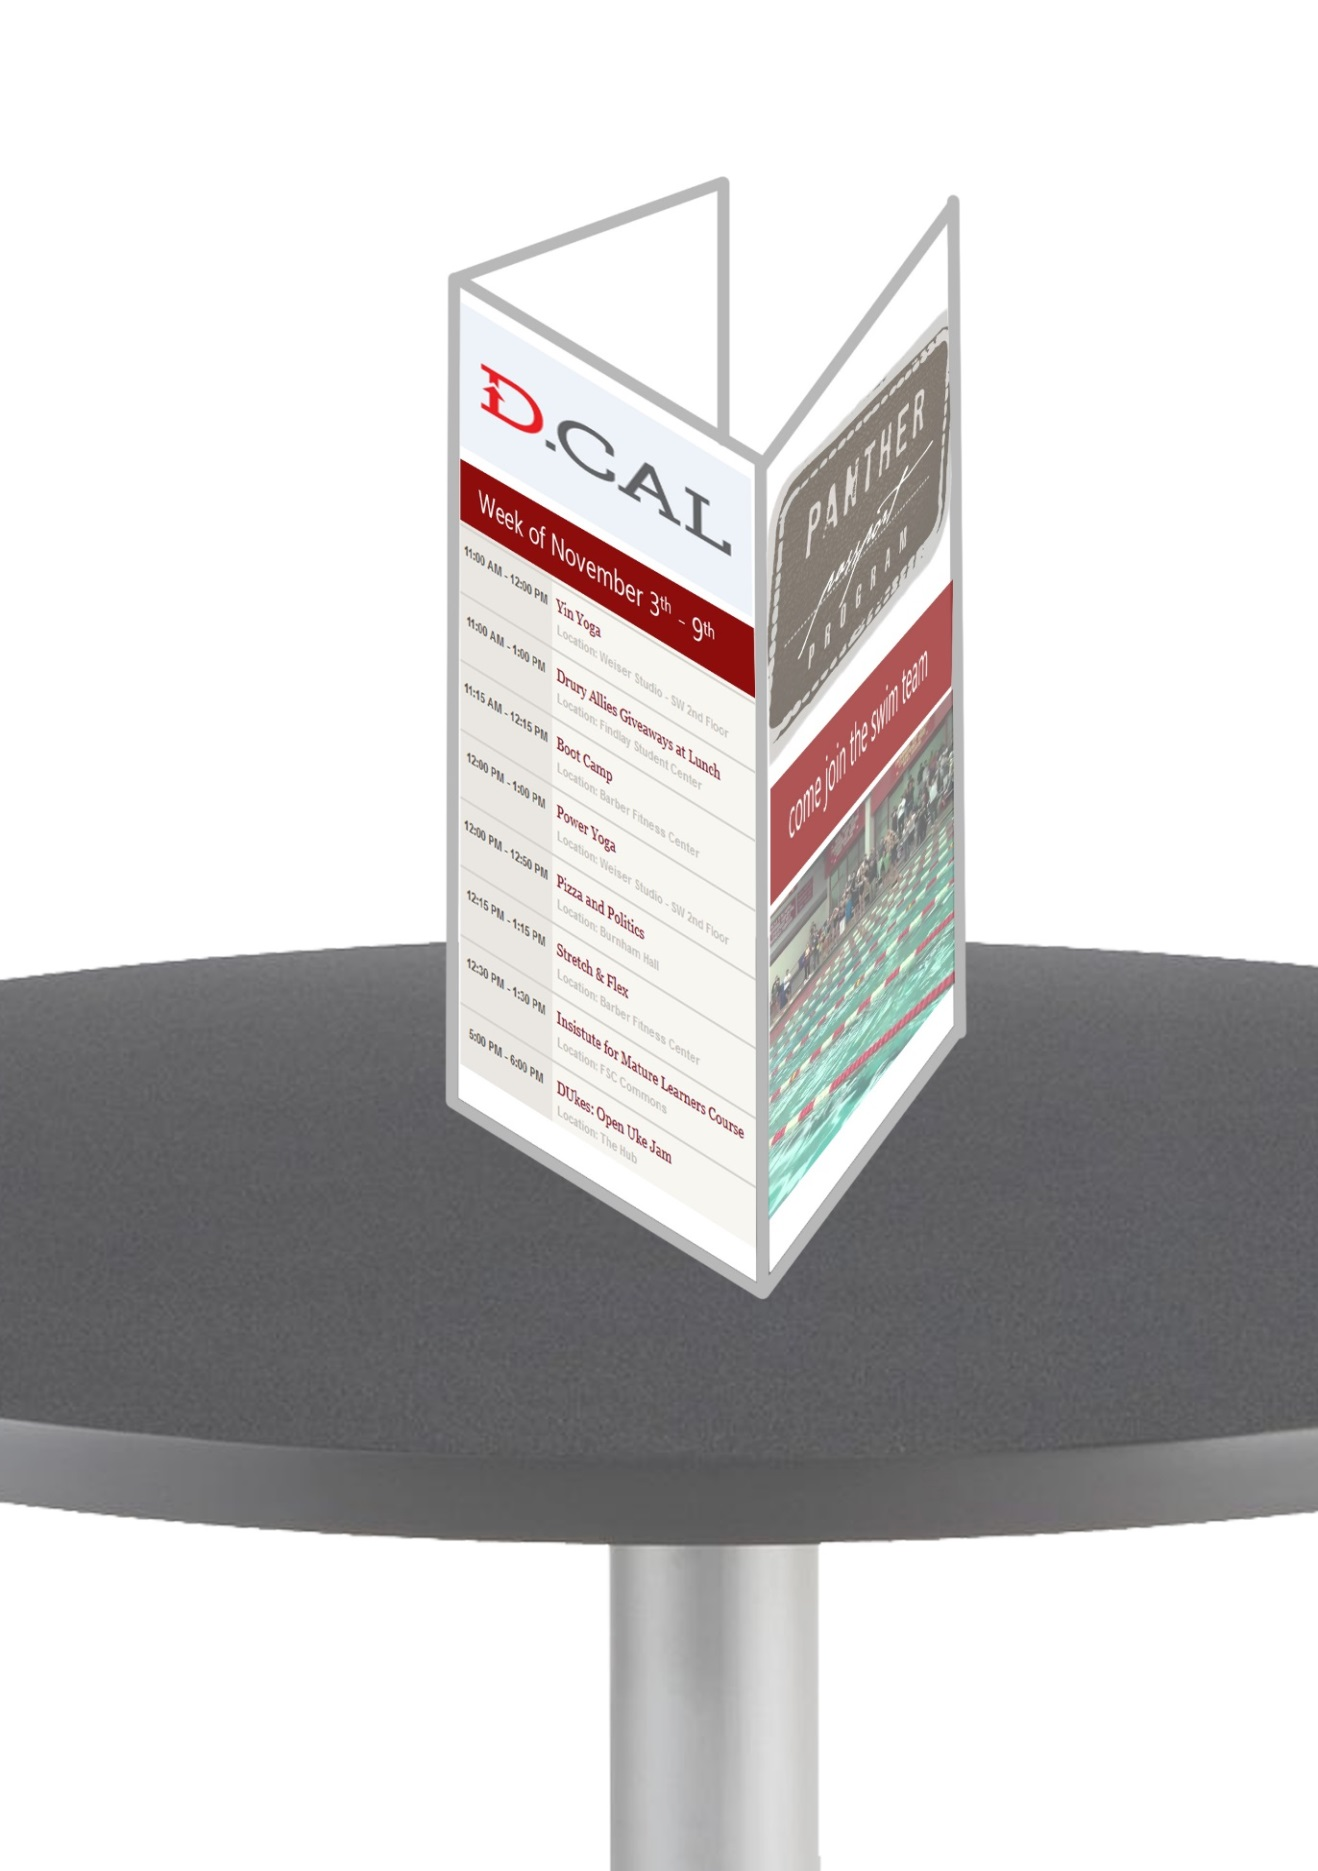 D.CAL
Week of November 3th - 9th
11:00 AM - 12:00 PM
Yin Yoga
Location: Weiser Studio - SW 2nd Floor
11:00 AM - 1:00 PM
Drury Allies Giveaways at Lunch
Location: Findlay Student Center
11:15 AM - 12:15 PM
Boot Camp
Location: Barber Fitness Center
12:00 PM - 1:00 PM
Power Yoga
Location: Weiser Studio - SW 2nd Floor
12:00 PM - 12:50 PM
Pizza and Politics
Location: Burnham Hall
12:15 PM - 1:15 PM
Stretch & Flex
Location: Barber Fitness Center
12:30 PM - 1:30 PM
Insistute for Mature Learners Course
Location: FSC Commons
5:00 PM - 6:00 PM
DUkes: Open Uke Jam
Location: The Hub
PANTHER
passport
PROGRAM
come join the swim team